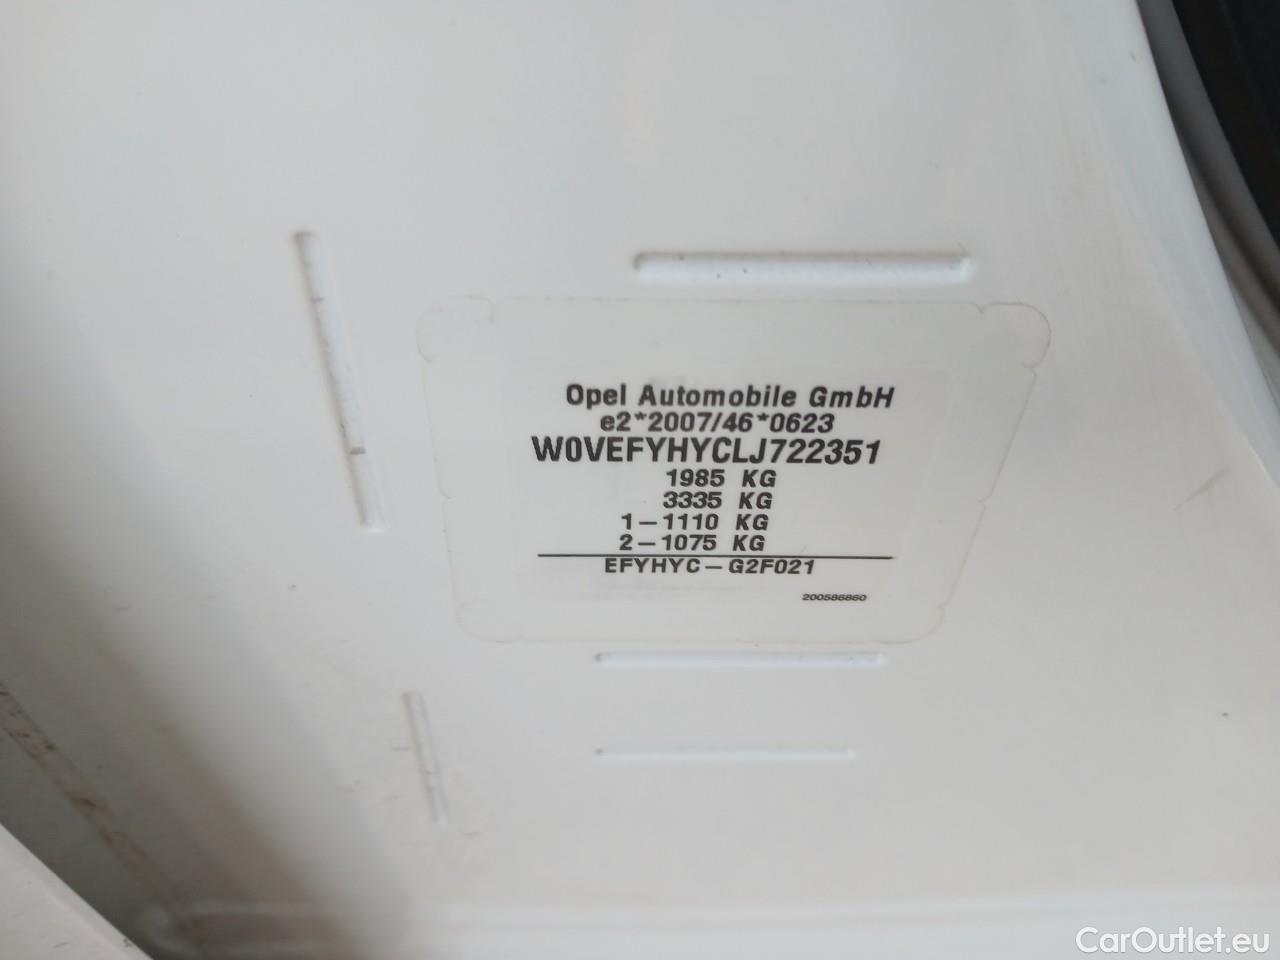 Opel Automobile GmbH
e2*2007/46*0623
W0VEFYHYCLJ722351
1985 KG
3335 KG
1-1110 KG
2-1075 KG
EFYHYC-G2F021
200586860
CarOutlet.eu